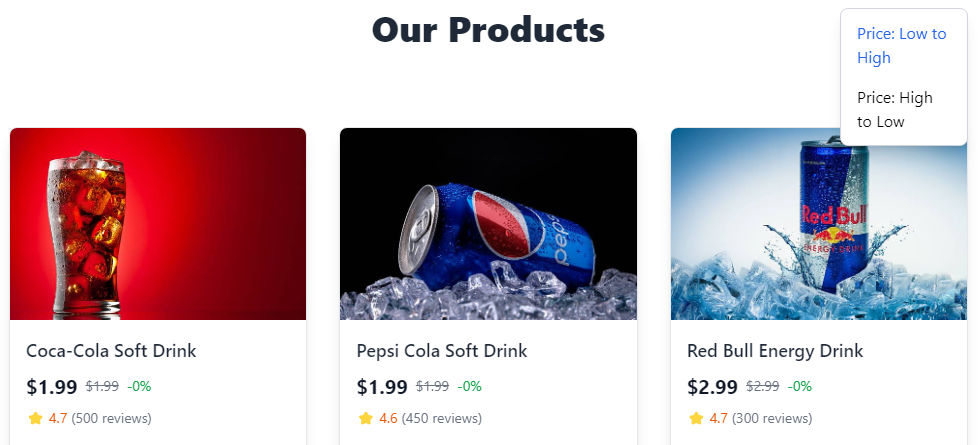 Our Products
Price: Low to
High
Price: High
to Low
pepsi
Red Bull
ENERGY DRINK
Coca-Cola Soft Drink
$1.99 $1.99 -0%
4.7 (500 reviews)
Pepsi Cola Soft Drink
$1.99 $1.99 -0%
4.6 (450 reviews)
Red Bull Energy Drink
$2.99 $2.99 -0%
4.7 (300 reviews)